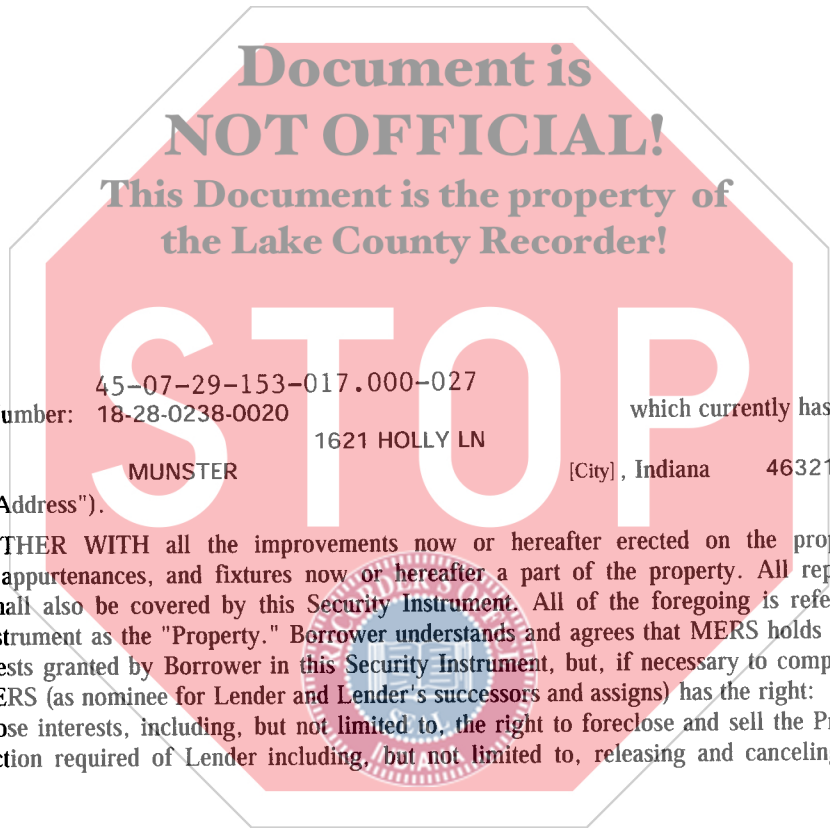 Document is
NOT OFFICIAL!
This Document is the property of
the Lake County Recorder!
STOP
45-07-29-153-017.000-027
umber: 18-28-0238-0020 which currently has
1621 HOLLY LN
MUNSTER [City] , Indiana 46321
Address").
THER WITH all the improvements now or hereafter erected on the prop
appurtenances, and fixtures now or hereafter a part of the property. All rep
hall also be covered by this Security Instrument. All of the foregoing is refe
strument as the "Property." Borrower understands and agrees that MERS holds
ests granted by Borrower in this Security Instrument, but, if necessary to comp
ERS (as nominee for Lender and Lender's successors and assigns) has the right:
ose interests, including, but not limited to, the right to foreclose and sell the Pr
ction required of Lender including, but not limited to, releasing and canceling
RECORDER'S OFFICE
INDIANA